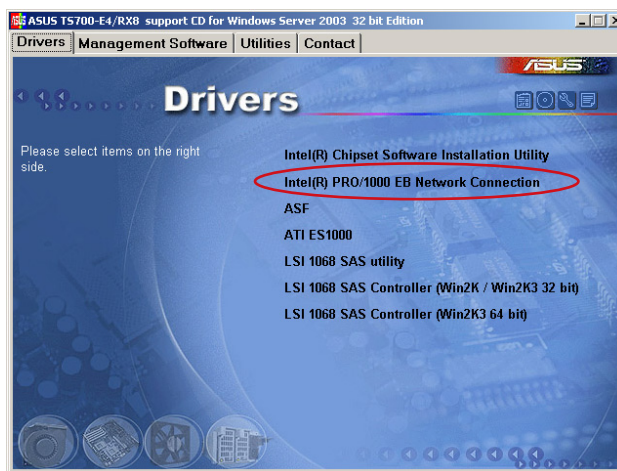 ASUS TS700-E4/RX8 support CD for Windows Server 2003 32 bit Edition
Drivers Management Software Utilities Contact
ASUS
Drivers
Please select items on the right
side.
Intel(R) Chipset Software Installation Utility
Intel(R) PRO/1000 EB Network Connection
ASF
ATI ES1000
LSI 1068 SAS utility
LSI 1068 SAS Controller (Win2K / Win2K3 32 bit)
LSI 1068 SAS Controller (Win2K3 64 bit)